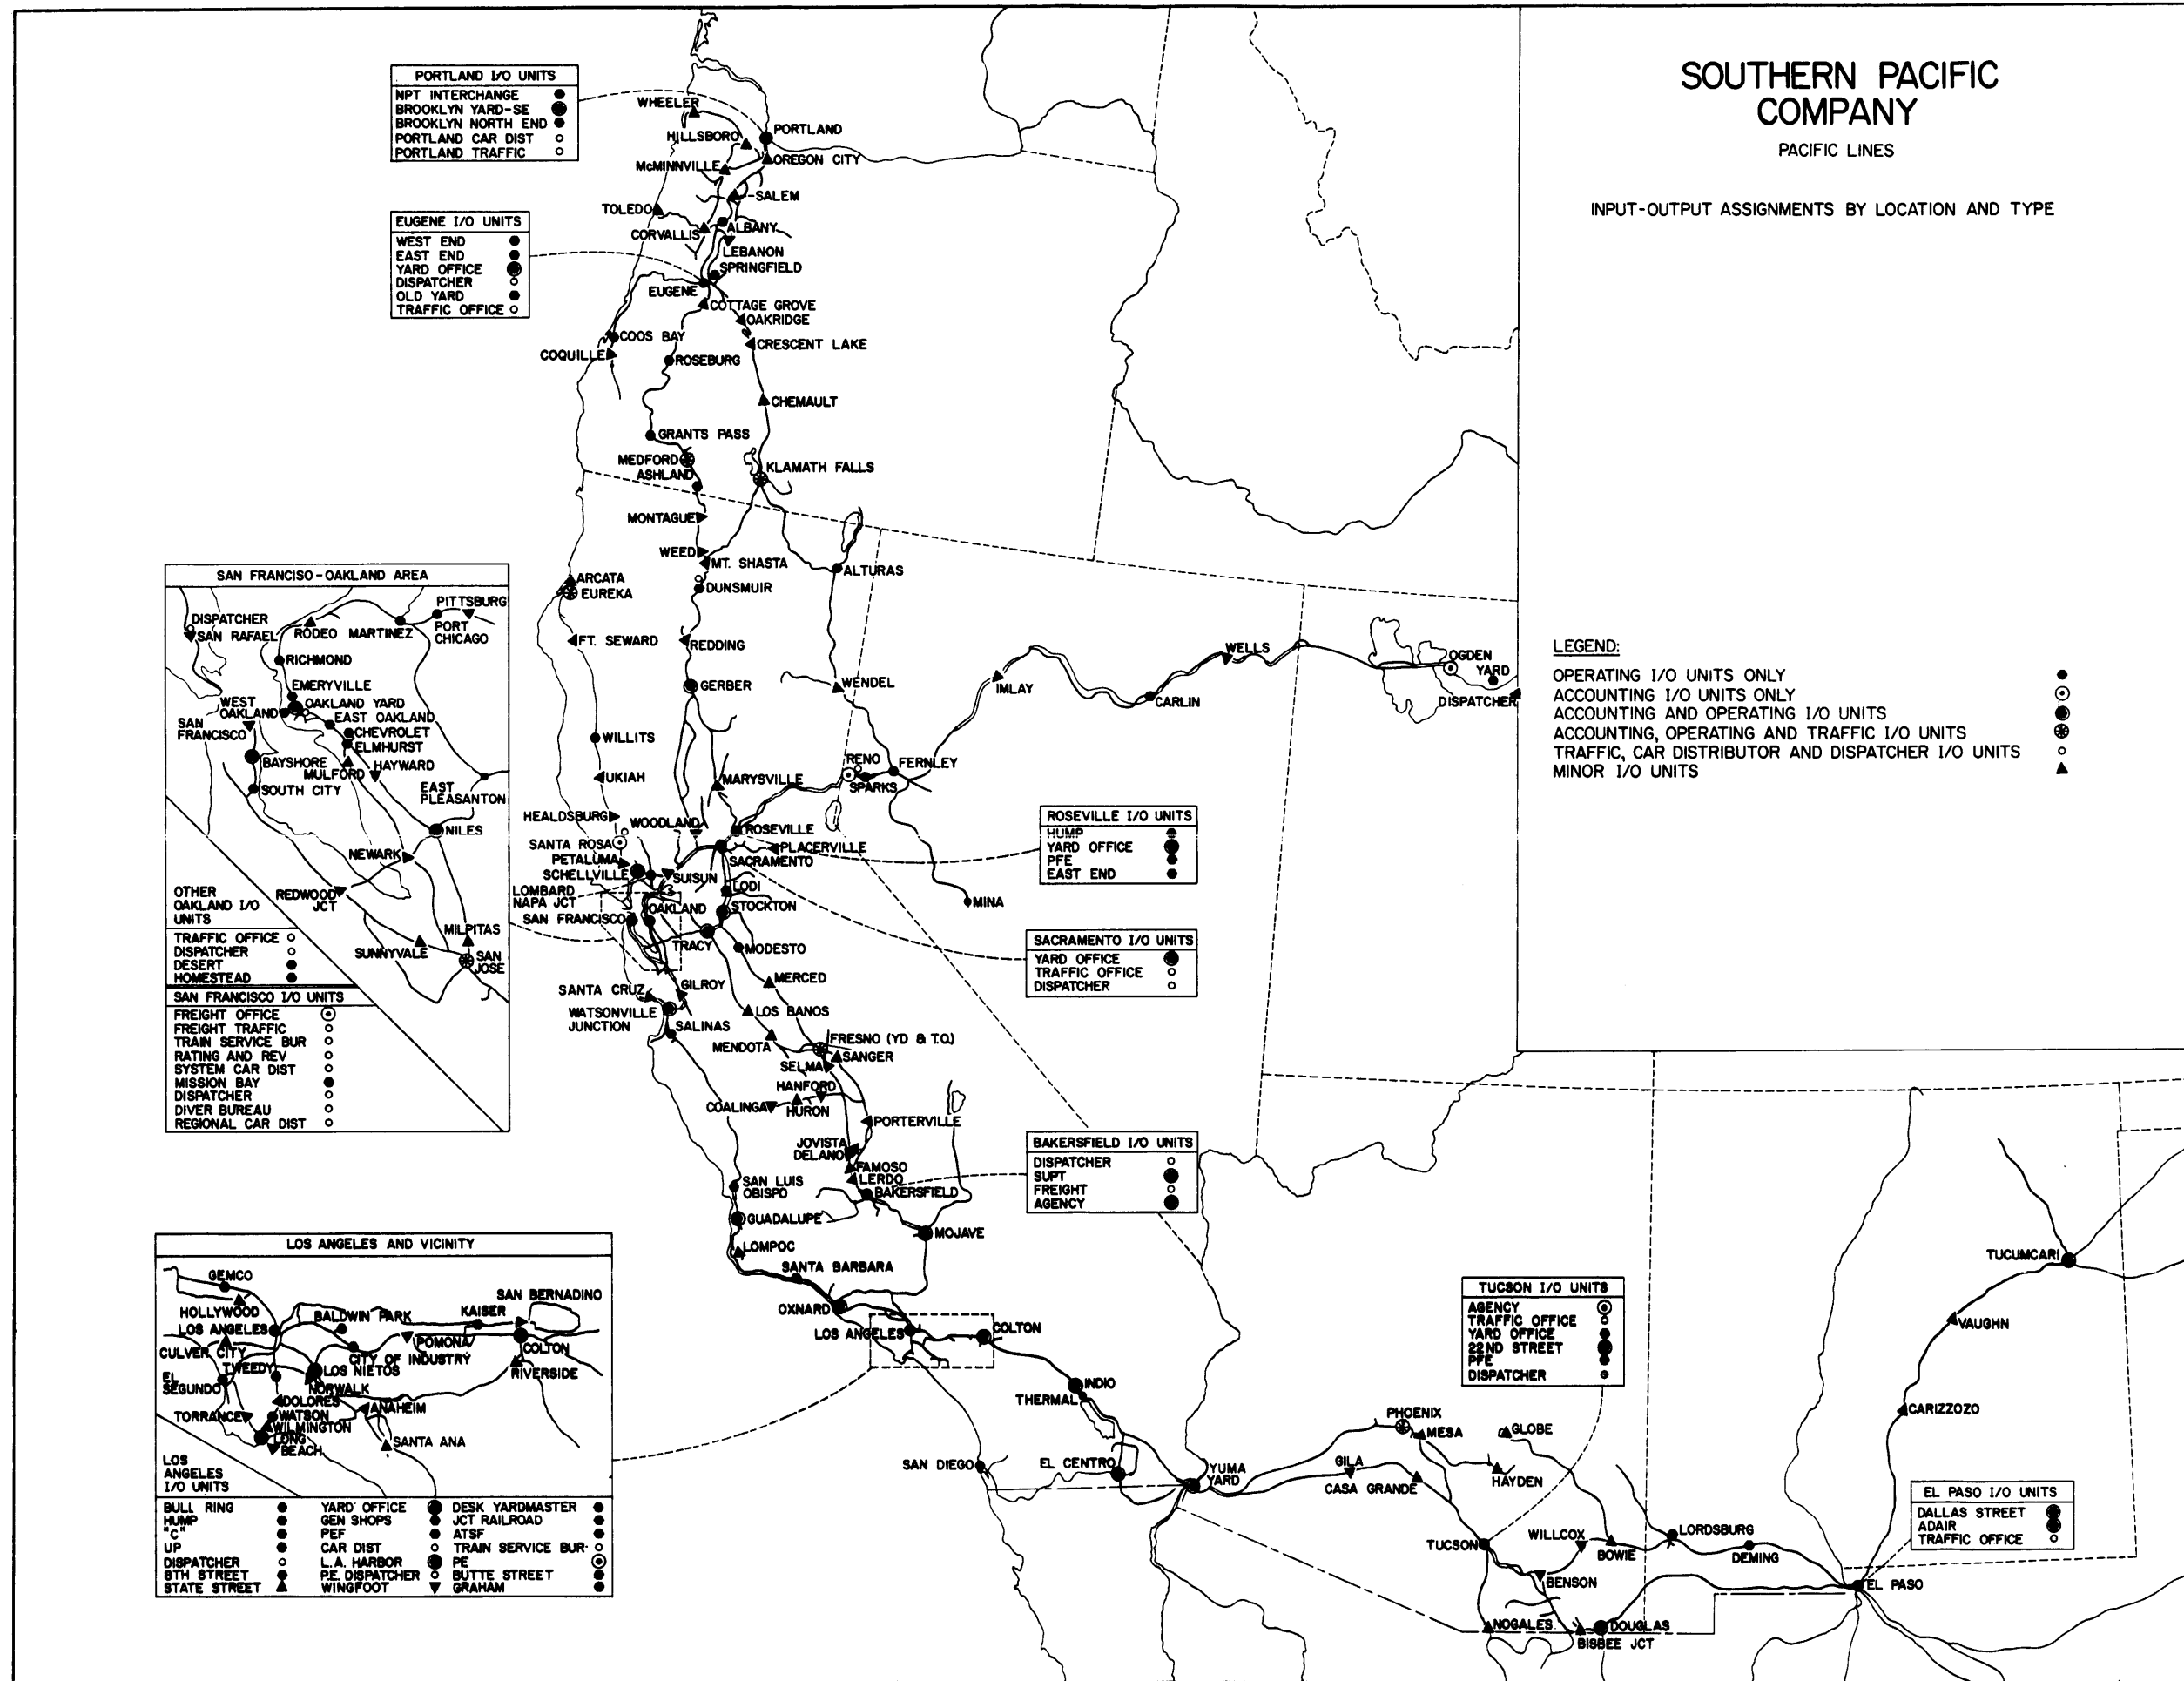 SOUTHERN PACIFIC
COMPANY
PACIFIC LINES
INPUT-OUTPUT ASSIGNMENTS BY LOCATION AND TYPE
PORTLAND I/O UNITS
NPT INTERCHANGE
BROOKLYN YARD-SE
BROOKLYN NORTH END
PORTLAND CAR DIST
PORTLAND TRAFFIC
EUGENE I/O UNITS
WEST END
EAST END
YARD OFFICE
DISPATCHER
OLD YARD
TRAFFIC OFFICE
WHEELER
HILLSBORO
PORTLAND
McMINNVILLE
OREGON CITY
SALEM
TOLEDO
CORVALLIS
ALBANY
LEBANON
SPRINGFIELD
EUGENE
COTTAGE GROVE
OAKRIDGE
COOS BAY
CRESCENT LAKE
COQUILLE
ROSEBURG
CHEMAULT
GRANTS PASS
MEDFORD
ASHLAND
KLAMATH FALLS
MONTAGUE
WEED
MT. SHASTA
ALTURAS
ARCATA
EUREKA
DUNSMUIR
FT. SEWARD
REDDING
GERBER
WENDEL
IMLAY
CARLIN
WELLS
OGDEN
YARD
DISPATCHER
WILLITS
UKIAH
MARYSVILLE
RENO
SPARKS
FERNLEY
HEALDSBURG
WOODLAND
ROSEVILLE
SANTA ROSA
PLACERVILLE
PETALUMA
SACRAMENTO
SCHELLVILLE
SUISUN
LOMBARD
NAPA JCT
LODI
OAKLAND
STOCKTON
SAN FRANCISCO
TRACY
MODESTO
MINA
MERCED
SANTA CRUZ
GILROY
WATSONVILLE
JUNCTION
LOS BANOS
SALINAS
MENDOTA
FRESNO (YD & T.O.)
SANGER
SELMA
HANFORD
COALINGA
HURON
PORTERVILLE
JOVISTA
DELANO
FAMOSO
LERDO
BAKERSFIELD
SAN LUIS
OBISPO
GUADALUPE
MOJAVE
LOMPOC
SANTA BARBARA
OXNARD
LOS ANGELES
COLTON
INDIO
THERMAL
SAN DIEGO
EL CENTRO
YUMA
YARD
PHOENIX
MESA
GLOBE
GILA
CASA GRANDE
HAYDEN
TUCSON
WILLCOX
BOWIE
LORDSBURG
DEMING
BENSON
NOGALES
BISBEE JCT
DOUGLAS
EL PASO
TUCUMCARI
VAUGHN
CARIZZOZO
LEGEND:
OPERATING I/O UNITS ONLY
ACCOUNTING I/O UNITS ONLY
ACCOUNTING AND OPERATING I/O UNITS
ACCOUNTING, OPERATING AND TRAFFIC I/O UNITS
TRAFFIC, CAR DISTRIBUTOR AND DISPATCHER I/O UNITS
MINOR I/O UNITS
ROSEVILLE I/O UNITS
HUMP
YARD OFFICE
PFE
EAST END
SACRAMENTO I/O UNITS
YARD OFFICE
TRAFFIC OFFICE
DISPATCHER
BAKERSFIELD I/O UNITS
DISPATCHER
SUPT
FREIGHT
AGENCY
TUCSON I/O UNITS
AGENCY
TRAFFIC OFFICE
YARD OFFICE
22ND STREET
PFE
DISPATCHER
EL PASO I/O UNITS
DALLAS STREET
ADAIR
TRAFFIC OFFICE
SAN FRANCISO-OAKLAND AREA
DISPATCHER
SAN RAFAEL
RODEO
MARTINEZ
PITTSBURG
PORT
CHICAGO
RICHMOND
EMERYVILLE
WEST
OAKLAND
OAKLAND YARD
EAST OAKLAND
SAN
FRANCISCO
CHEVROLET
ELMHURST
BAYSHORE
MULFORD
HAYWARD
SOUTH CITY
EAST
PLEASANTON
NILES
NEWARK
REDWOOD
JCT
MILPITAS
SUNNYVALE
SAN
JOSE
OTHER
OAKLAND I/O
UNITS
TRAFFIC OFFICE
DISPATCHER
DESERT
HOMESTEAD
SAN FRANCISCO I/O UNITS
FREIGHT OFFICE
FREIGHT TRAFFIC
TRAIN SERVICE BUR
RATING AND REV
SYSTEM CAR DIST
MISSION BAY
DISPATCHER
DIVER BUREAU
REGIONAL CAR DIST
LOS ANGELES AND VICINITY
GEMCO
HOLLYWOOD
LOS ANGELES
BALDWIN PARK
KAISER
SAN BERNADINO
CULVER CITY
POMONA
COLTON
TWEEDY
CITY OF INDUSTRY
EL
SEGUNDO
LOS NIETOS
RIVERSIDE
NORWALK
DOLORES
ANAHEIM
TORRANCE
WATSON
WILMINGTON
LONG
BEACH
SANTA ANA
LOS
ANGELES
I/O UNITS
BULL RING YARD OFFICE DESK YARDMASTER
HUMP GEN SHOPS JCT RAILROAD
"C" PEF ATSF
UP CAR DIST TRAIN SERVICE BUR
DISPATCHER L.A. HARBOR PE
8TH STREET P.E. DISPATCHER BUTTE STREET
STATE STREET WINGFOOT GRAHAM